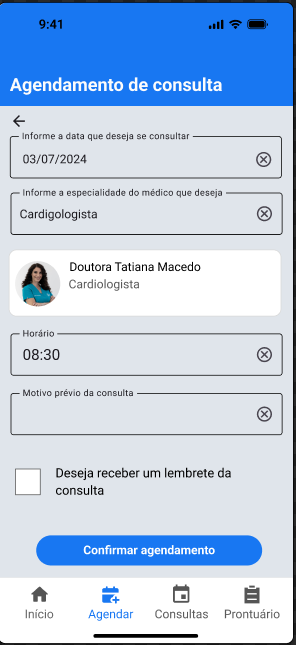 9:41
Agendamento de consulta
Informe a data que deseja se consultar
03/07/2024
Informe a especialidade do médico que deseja
Cardigologista
Doutora Tatiana Macedo
Cardiologista
Horário
08:30
Motivo prévio da consulta
Deseja receber um lembrete da
consulta
Confirmar agendamento
Início Agendar Consultas Prontuário